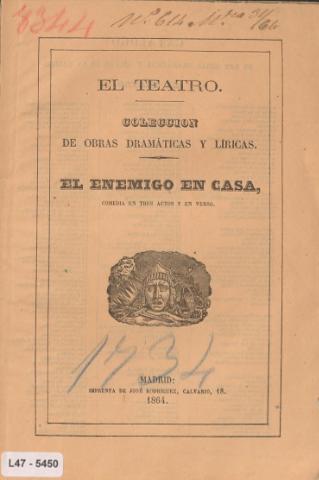 8344
EL TEATRO.
COLECCION
DE OBRAS DRAMÁTICAS Y LÍRICAS.
EL ENEMIGO EN CASA,
COMEDIA EN TRES ACTOS Y EN VERSO.
1734
MADRID:
IMPRENTA DE JOSÉ RODRIGUEZ, CALVARIO, 18.
1864.
L47 - 5450